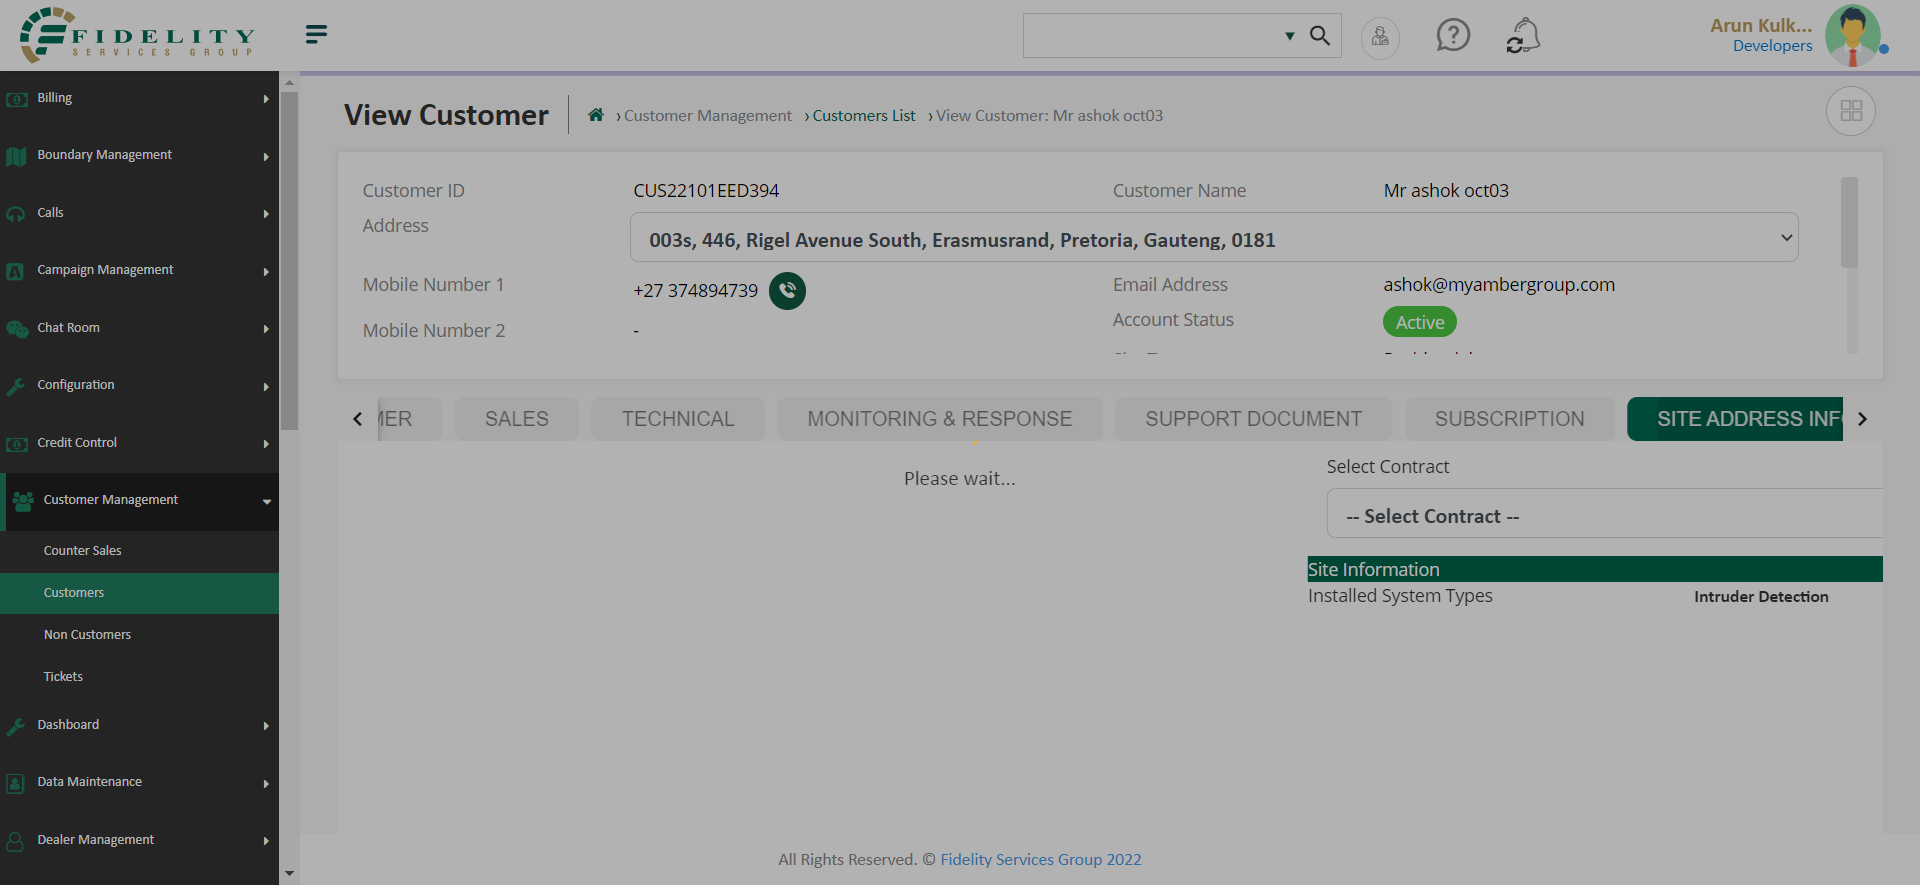 FIDELITY
SERVICES GROUP
Arun Kulk...
Developers
Billing
Boundary Management
Calls
Campaign Management
Chat Room
Configuration
Credit Control
Customer Management
Counter Sales
Customers
Non Customers
Tickets
Dashboard
Data Maintenance
Dealer Management
View Customer
› Customer Management › Customers List › View Customer: Mr ashok oct03
Customer ID CUS22101EED394 Customer Name Mr ashok oct03
Address 003s, 446, Rigel Avenue South, Erasmusrand, Pretoria, Gauteng, 0181
Mobile Number 1 +27 374894739 Email Address ashok@myambergroup.com
Account Status Active
Mobile Number 2 -
MER SALES TECHNICAL MONITORING & RESPONSE SUPPORT DOCUMENT SUBSCRIPTION SITE ADDRESS INF
Please wait...
Select Contract
-- Select Contract --
Site Information
Installed System Types Intruder Detection
All Rights Reserved. © Fidelity Services Group 2022